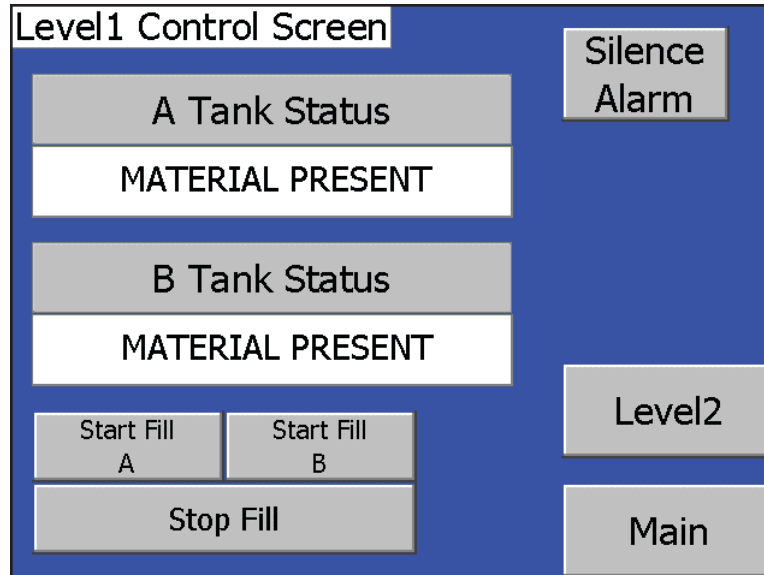 Level1 Control Screen
Silence
Alarm
A Tank Status
MATERIAL PRESENT
B Tank Status
MATERIAL PRESENT
Start Fill
A
Start Fill
B
Stop Fill
Level2
Main